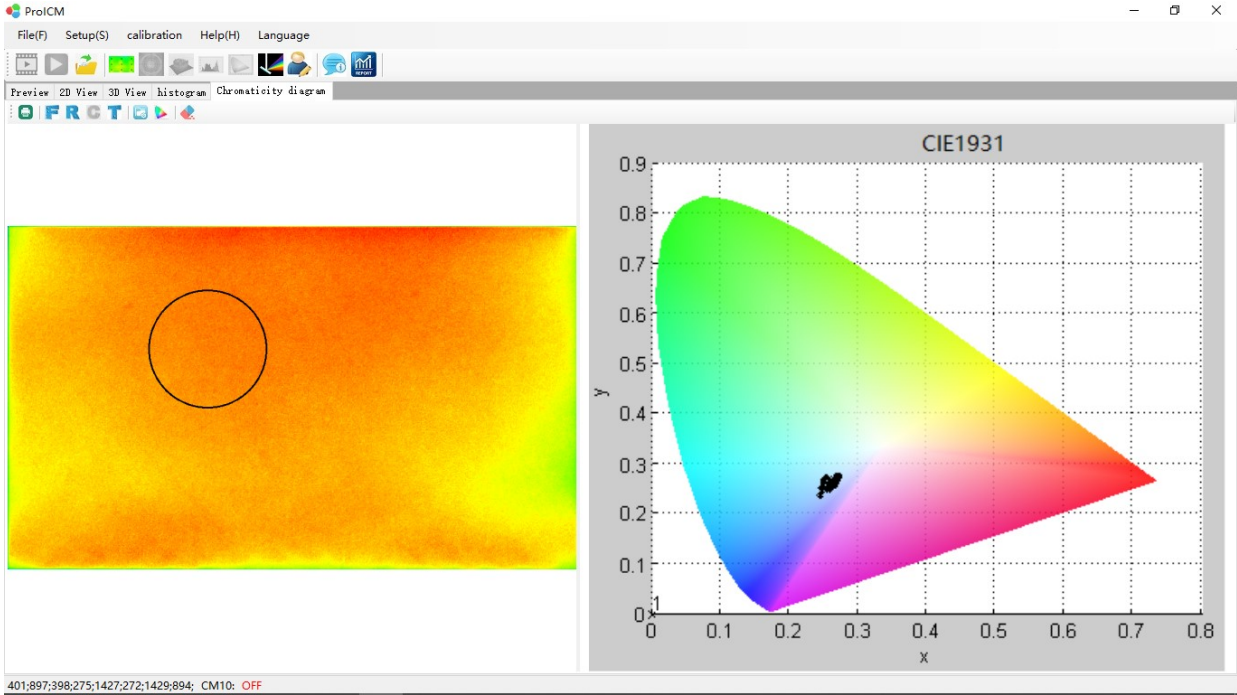 ProICM
File(F) Setup(S) calibration Help(H) Language
REPORT
Preview 2D View 3D View histogram Chromaticity diagram
F R C T
CIE1931
0.9
0.8
0.7
0.6
0.5
y
0.4
0.3
0.2
0.1
1
0
0 0.1 0.2 0.3 0.4 0.5 0.6 0.7 0.8
x
401;897;398;275;1427;272;1429;894; CM10: OFF